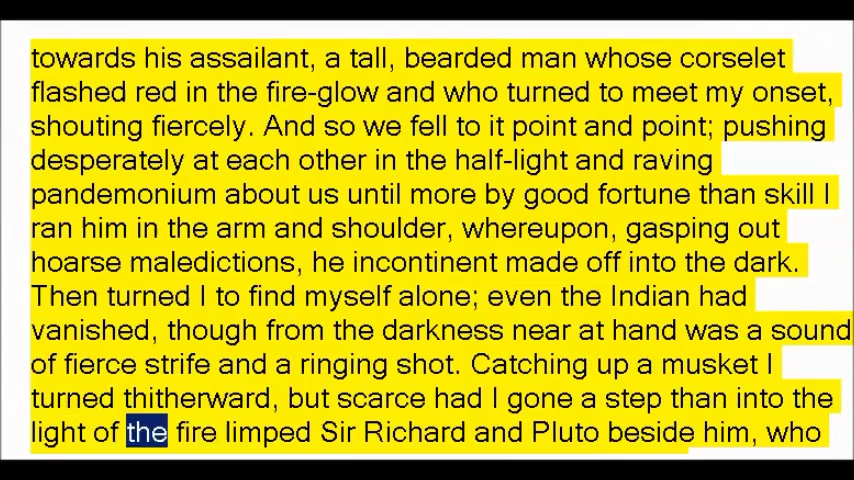 towards his assailant, a tall, bearded man whose corselet
flashed red in the fire-glow and who turned to meet my onset,
shouting fiercely. And so we fell to it point and point; pushing
desperately at each other in the half-light and raving
pandemonium about us until more by good fortune than skill I
ran him in the arm and shoulder, whereupon, gasping out
hoarse maledictions, he incontinent made off into the dark.
Then turned I to find myself alone; even the Indian had
vanished, though from the darkness near at hand was a sound
of fierce strife and a ringing shot. Catching up a musket I
turned thitherward, but scarce had I gone a step than into the
light of the fire limped Sir Richard and Pluto beside him, who